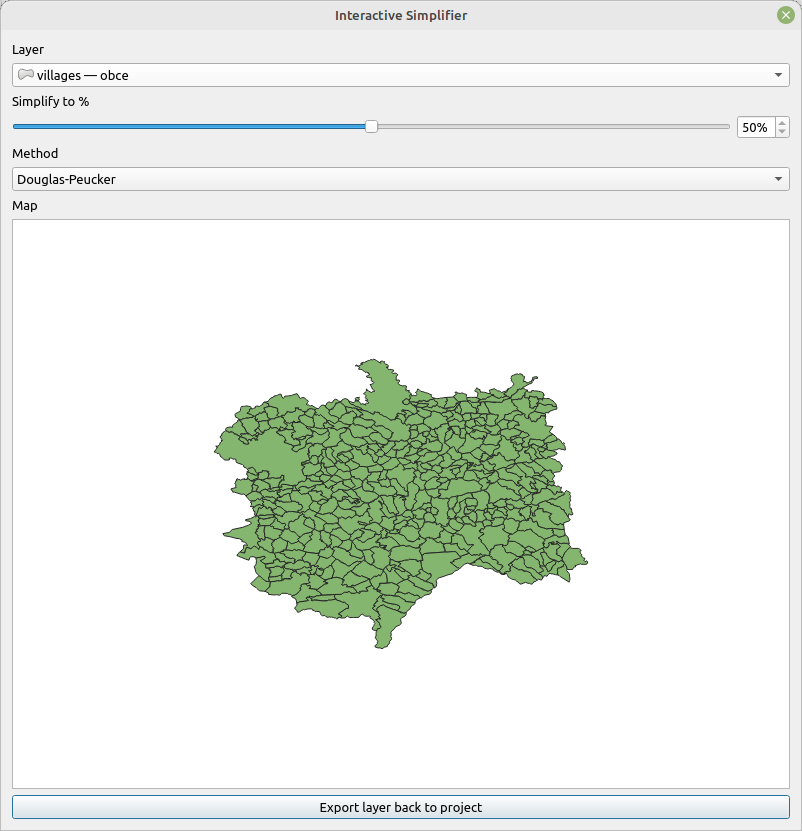 Interactive Simplifier
Layer
villages — obce
Simplify to %
50%
Method
Douglas-Peucker
Map
Export layer back to project